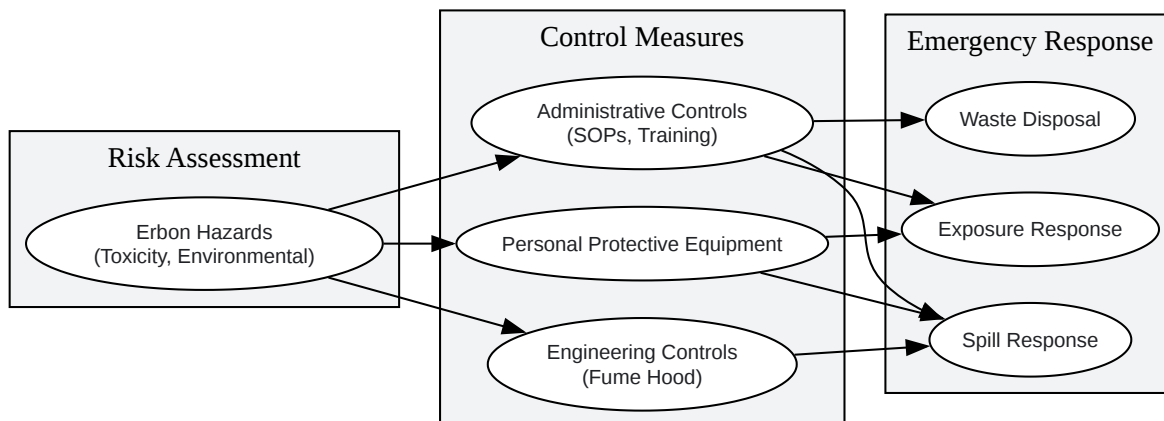 Risk Assessment
Erbon Hazards
(Toxicity, Environmental)
Control Measures
Administrative Controls
(SOPs, Training)
Personal Protective Equipment
Engineering Controls
(Fume Hood)
Emergency Response
Waste Disposal
Exposure Response
Spill Response